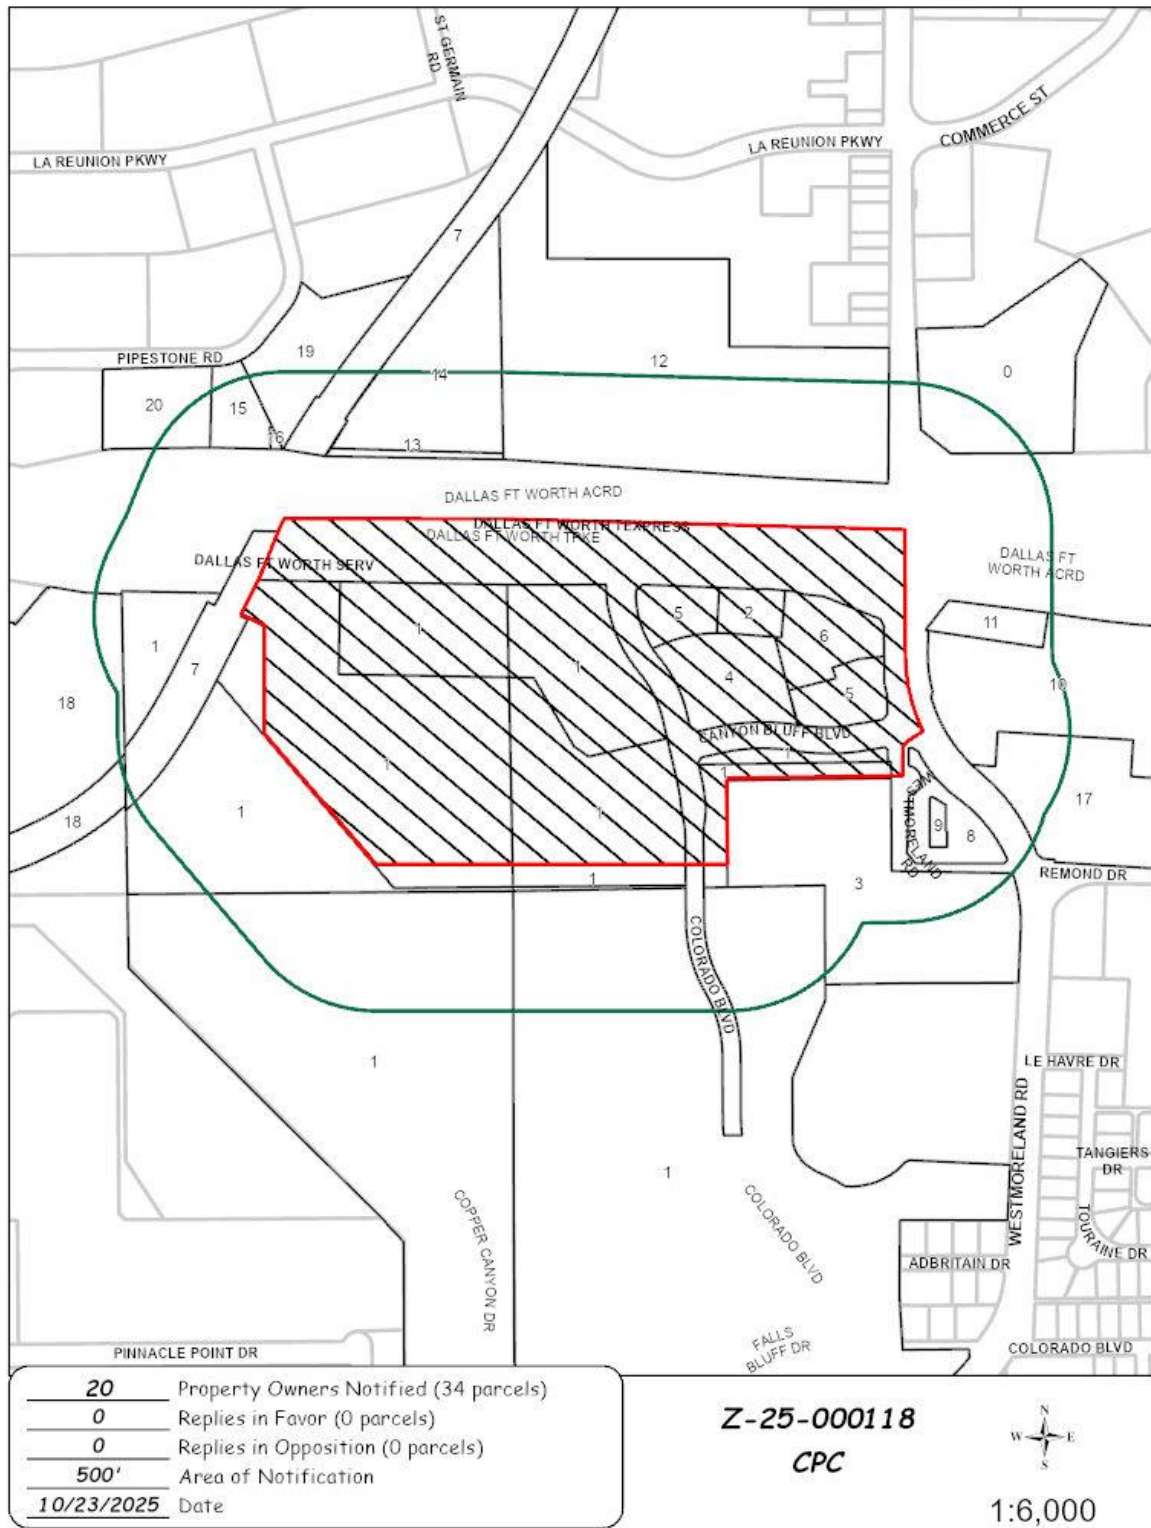 ST GERMAIN
RD
COMMERCE ST
LA REUNION PKWY
LA REUNION PKWY
7
PIPESTONE RD
19
14
12
0
20
15
13
DALLAS FT WORTH ACRD
DALLAS FT WORTH TEXPRESS
DALLAS FT WORTH TPKE
DALLAS FT WORTH SERV
DALLAS FT
WORTH ACRD
5
2
11
1
1
6
1
7
4
10
18
5
CANYON BLUFF BLVD
1
1
1
WESTMORELAND
RD
17
1
18
1
9
8
1
3
REMOND DR
COLORADO BLVD
1
LE HAVRE DR
WESTMORELAND RD
TANGIERS
DR
1
COPPER CANYON DR
COLORADO BLVD
TOURAINE DR
ADBRITAIN DR
FALLS
BLUFF DR
PINNACLE POINT DR
COLORADO BLVD
20 Property Owners Notified (34 parcels)
0 Replies in Favor (0 parcels)
0 Replies in Opposition (0 parcels)
500' Area of Notification
10/23/2025 Date
Z-25-000118
CPC
N
W E
S
1:6,000